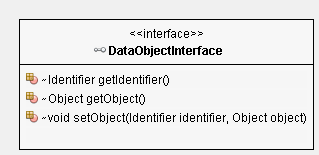 <<interface>>
DataObjectInterface
~Identifier getIdentifier()
~Object getObject()
~void setObject(Identifier identifier, Object object)